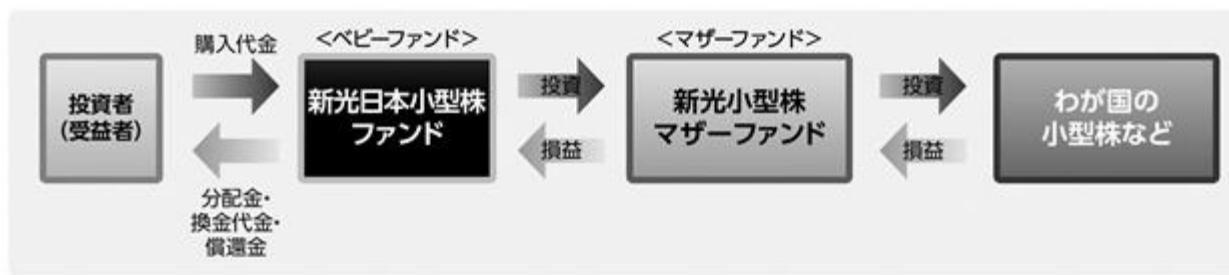 購入代金
<ベビーファンド>
<マザーファンド>
投資者
(受益者)
新光日本小型株
ファンド
投資
損益
新光小型株
マザーファンド
投資
損益
わが国の
小型株など
分配金・
換金代金・
償還金